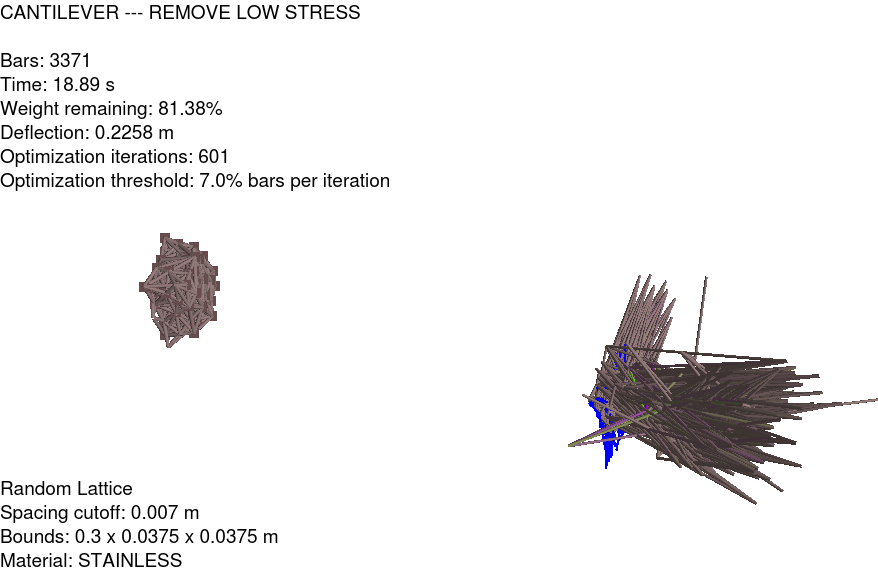 CANTILEVER --- REMOVE LOW STRESS
Bars: 3371
Time: 18.89 s
Weight remaining: 81.38%
Deflection: 0.2258 m
Optimization iterations: 601
Optimization threshold: 7.0% bars per iteration
Random Lattice
Spacing cutoff: 0.007 m
Bounds: 0.3 x 0.0375 x 0.0375 m
Material: STAINLESS